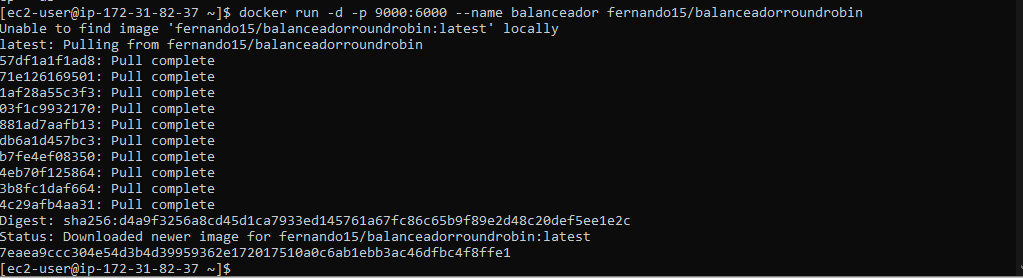 [ec2-user@ip-172-31-82-37 ~]$ docker run -d -p 9000:6000 --name balanceador fernando15/balanceadorroundrobin
Unable to find image 'fernando15/balanceadorroundrobin:latest' locally
latest: Pulling from fernando15/balanceadorroundrobin
57df1a1f1ad8: Pull complete
71e126169501: Pull complete
1af28a55c3f3: Pull complete
03f1c9932170: Pull complete
881ad7aafb13: Pull complete
db6a1d457bc3: Pull complete
b7fe4ef08350: Pull complete
4eb70f125864: Pull complete
3b8fc1daf664: Pull complete
4c29afb4aa31: Pull complete
Digest: sha256:d4a9f3256a8cd45d1ca7933ed145761a67fc86c65b9f89e2d48c20def5ee1e2c
Status: Downloaded newer image for fernando15/balanceadorroundrobin:latest
7eaea9ccc304e54d3b4d39959362e172017510a0c6ab1ebb3ac46dfbc4f8ffe1
[ec2-user@ip-172-31-82-37 ~]$